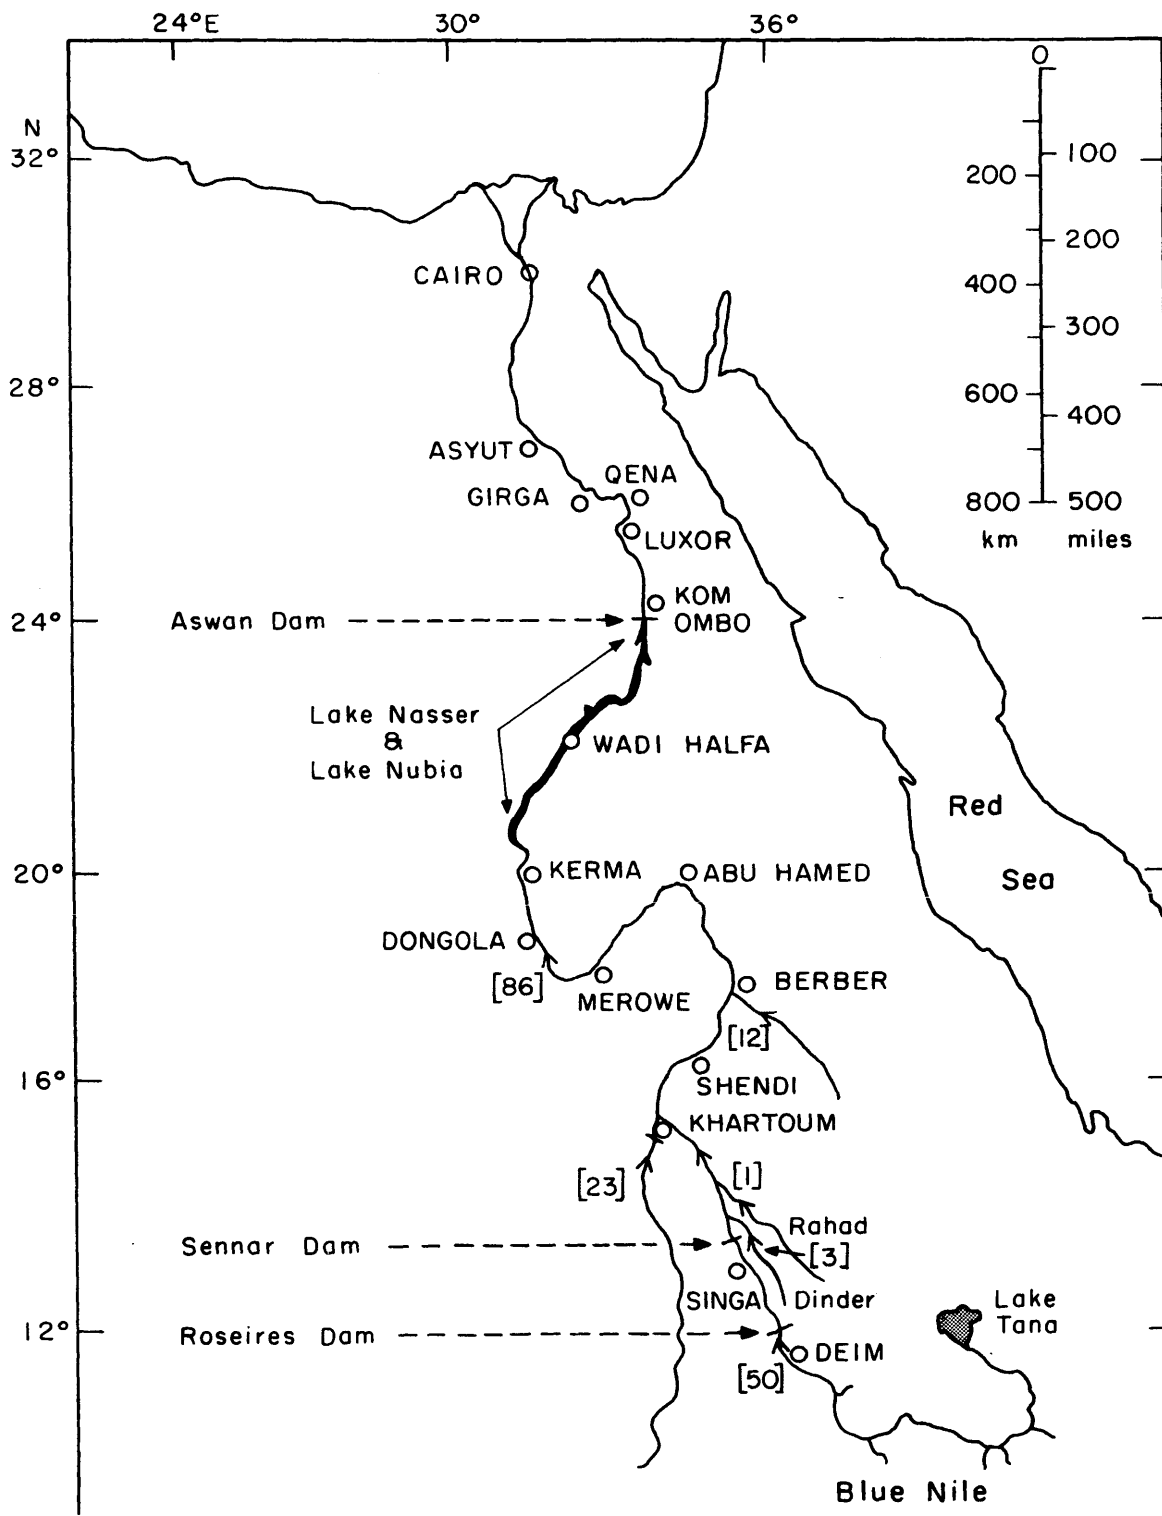 24°E 30° 36°
0
N
32°
100
200
200
CAIRO
400
300
28°
600
400
ASYUT
QENA
GIRGA
800 500
km miles
LUXOR
KOM
OMBO
24°
Aswan Dam
Lake Nasser
&
Lake Nubia
WADI HALFA
Red
Sea
20°
KERMA
ABU HAMED
DONGOLA
[86]
MEROWE
BERBER
[12]
16°
SHENDI
KHARTOUM
[23]
[1]
Rahad
[3]
Sennar Dam
SINGA
Dinder
Lake
Tana
12°
Roseires Dam
DEIM
[50]
Blue Nile